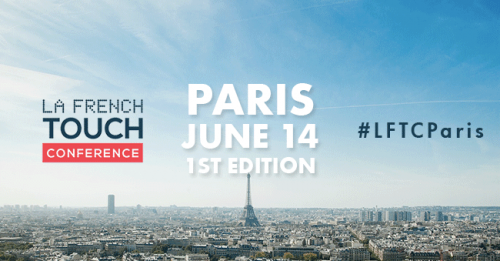 LA FRENCH
TOUCH
CONFERENCE
PARIS
JUNE 14
1ST EDITION
#LFTCParis